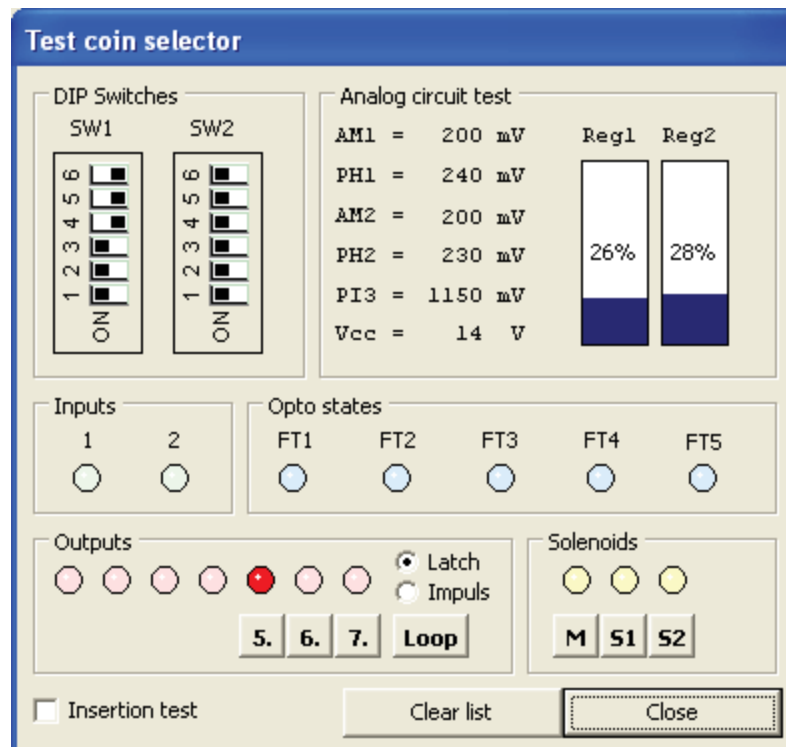 Test coin selector
DIP Switches
SW1 SW2
6 6
5 5
4 4
3 3
2 2
1 1
ON ON
Analog circuit test
AM1 = 200 mV
PH1 = 240 mV
AM2 = 200 mV
PH2 = 230 mV
PI3 = 1150 mV
Vcc = 14 V
Reg1 Reg2
26% 28%
Inputs
1 2
Opto states
FT1 FT2 FT3 FT4 FT5
Outputs
Latch
Impuls
5. 6. 7. Loop
Solenoids
M S1 S2
Insertion test
Clear list
Close